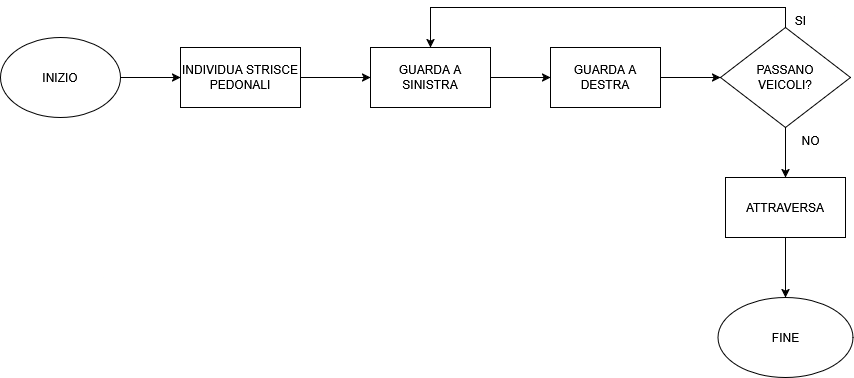 INIZIO
INDIVIDUA STRISCE
PEDONALI
GUARDA A
SINISTRA
GUARDA A
DESTRA
PASSANO
VEICOLI?
SI
NO
ATTRAVERSA
FINE